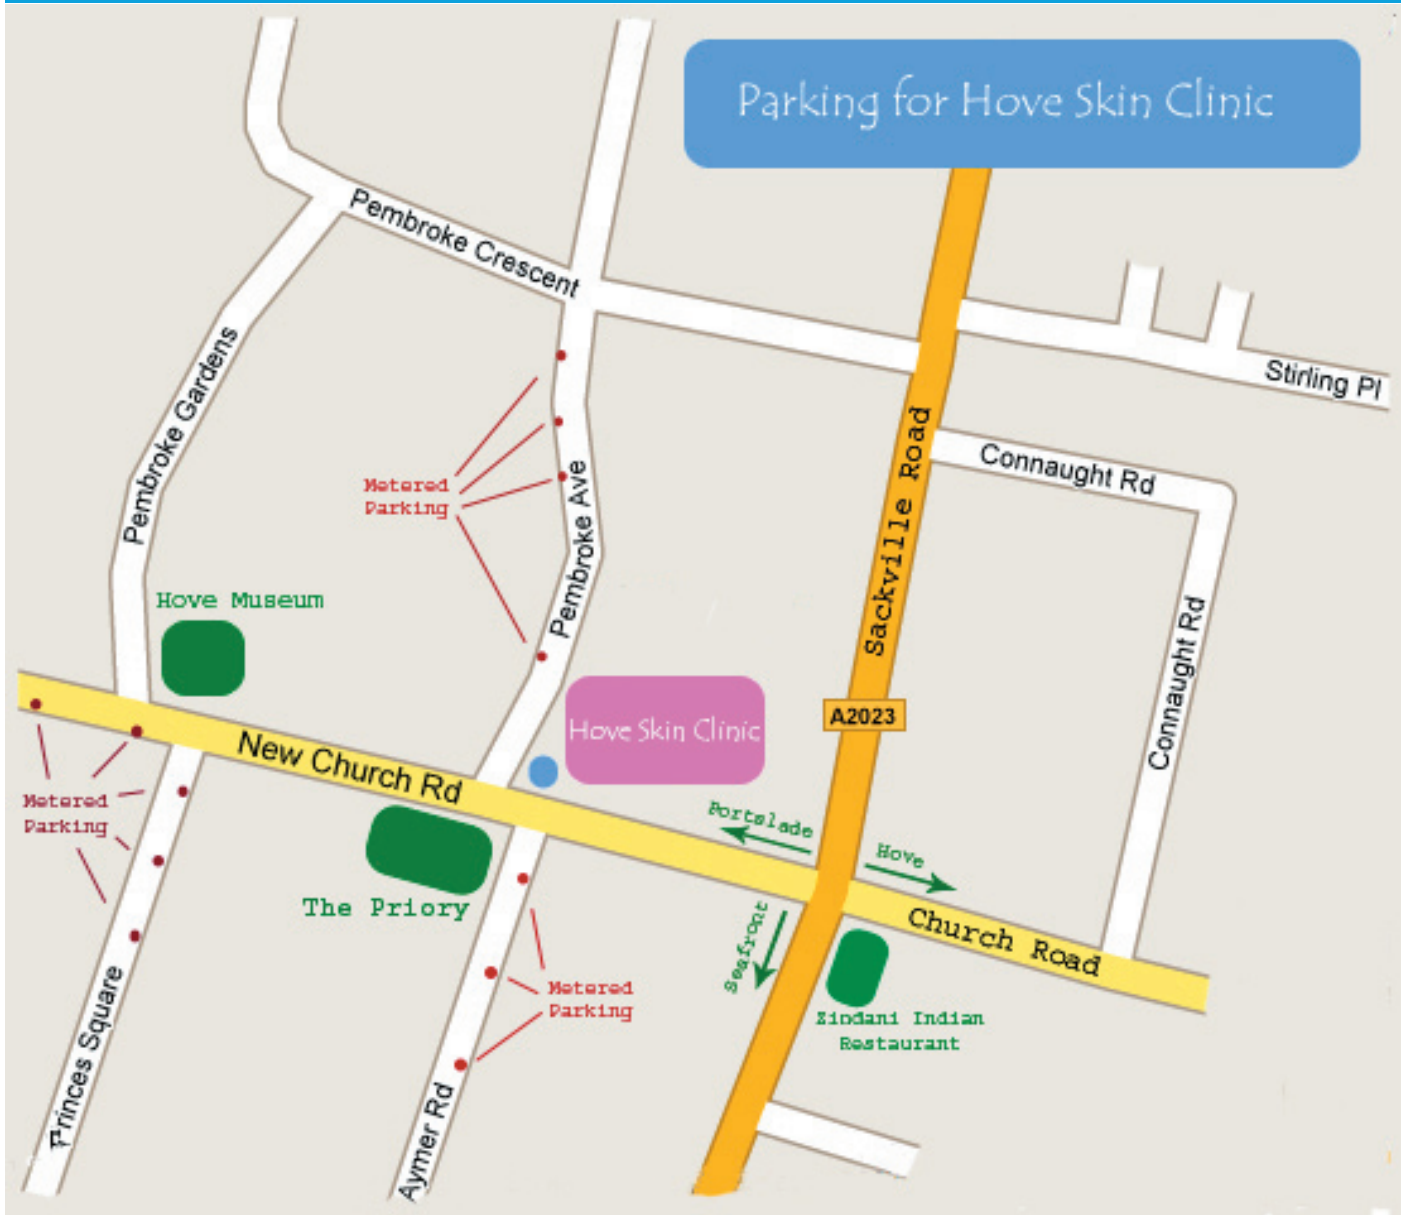 Parking for Hove Skin Clinic
Pembroke Crescent
Stirling Pl
Pembroke Gardens
Sackville Road
Connaught Rd
Metered
Parking
Pembroke Ave
Hove Museum
Connaught Rd
Hove Skin Clinic
A2023
New Church Rd
Metered
Parking
Portslade
Hove
The Priory
Seafront
Church Road
Metered
Parking
Zindani Indian
Restaurant
Princes Square
Aymer Rd